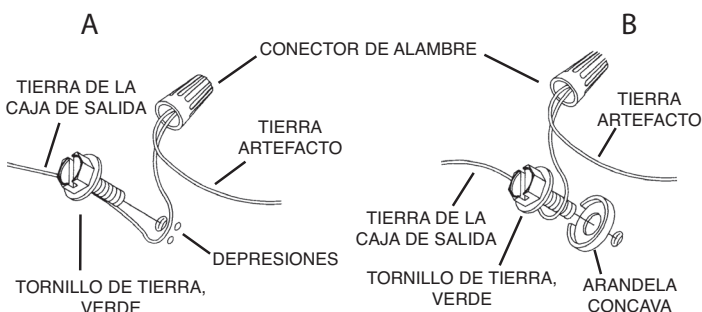 A
B
CONECTOR DE ALAMBRE
TIERRA DE LA
CAJA DE SALIDA
TIERRA
ARTEFACTO
TIERRA
ARTEFACTO
TIERRA DE LA
CAJA DE SALIDA
DEPRESIONES
TORNILLO DE TIERRA,
VERDE
TORNILLO DE TIERRA,
VERDE
ARANDELA
CONCAVA